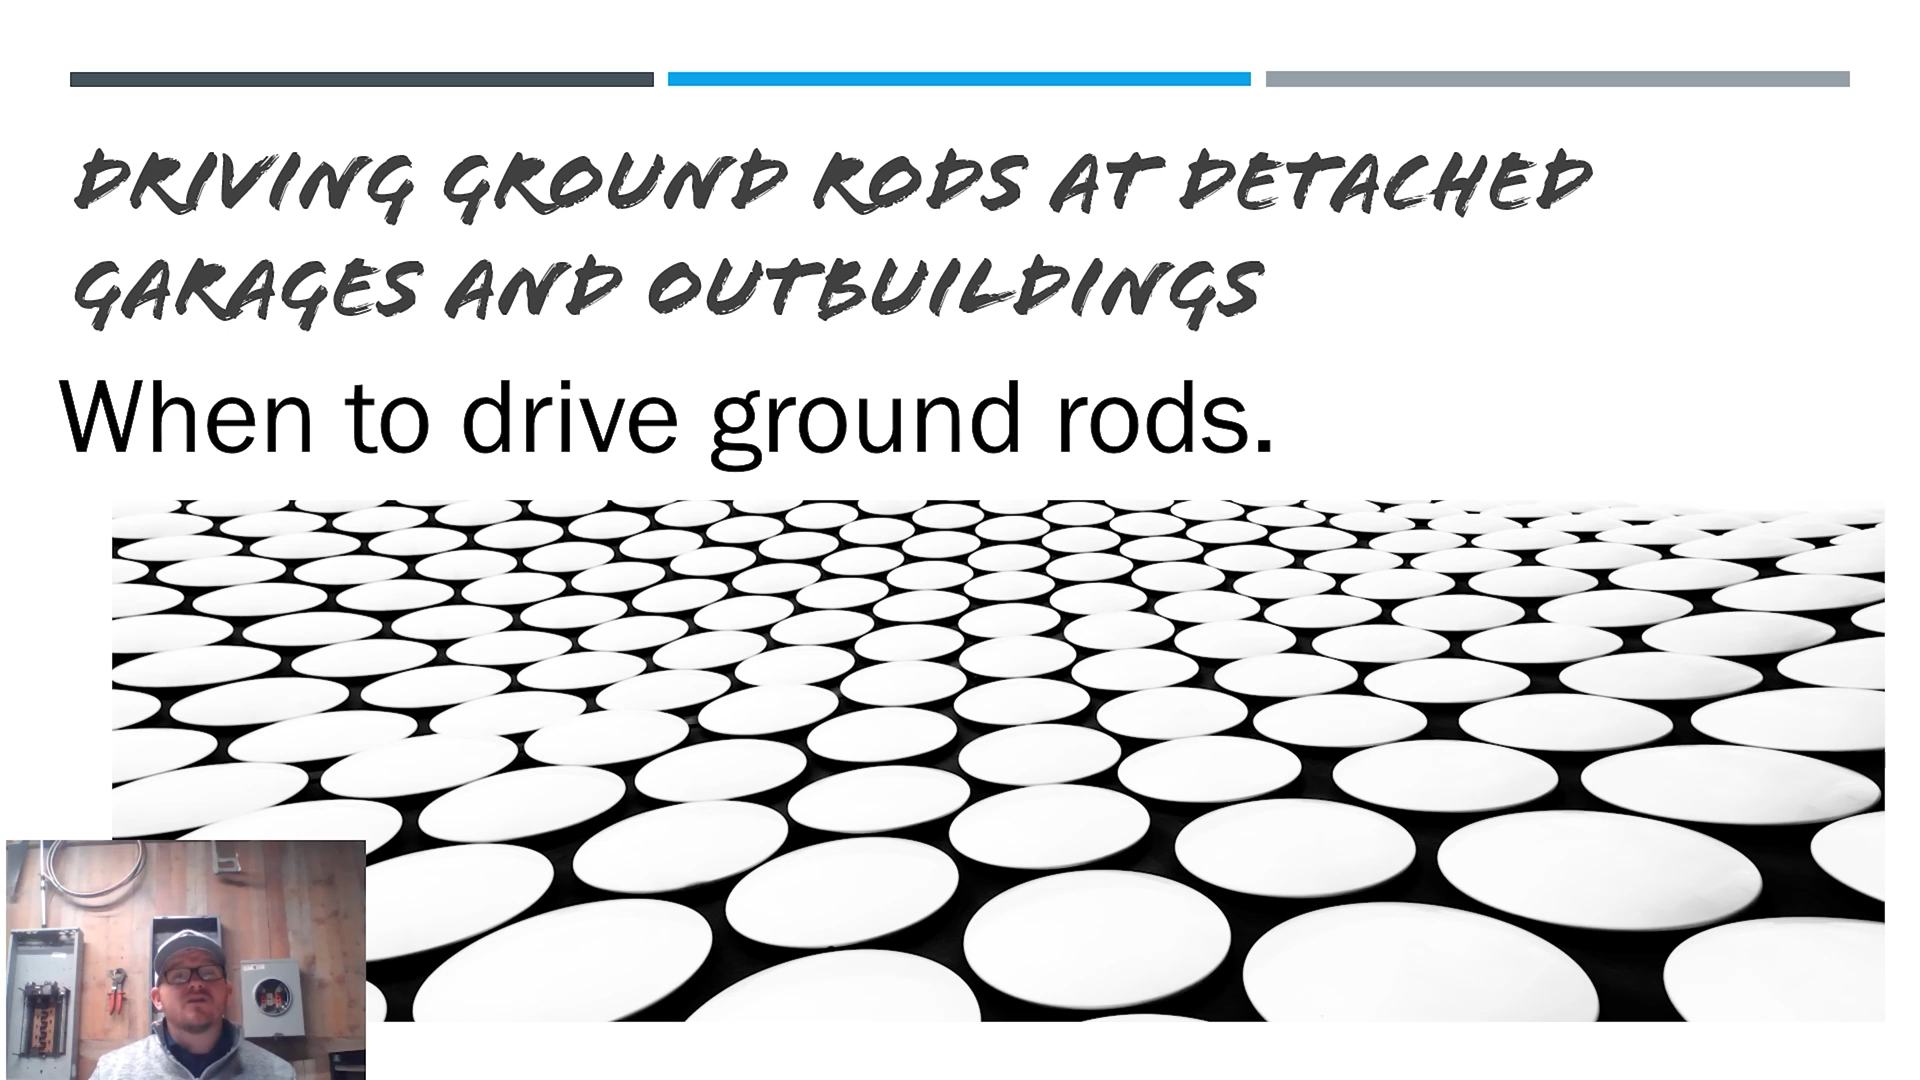 DRIVING GROUND RODS AT DETACHED
GARAGES AND OUTBUILDINGS
When to drive ground rods.